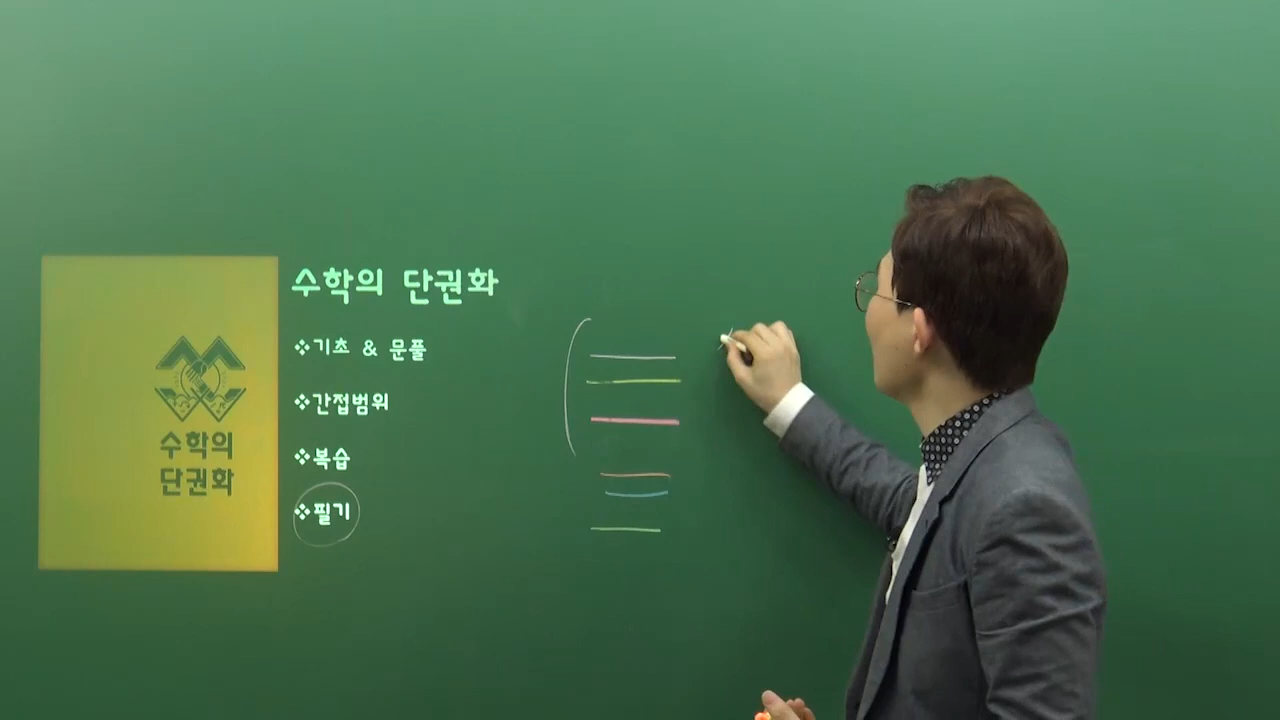 수학의 단권화
❖기초 & 문풀
❖간접범위
❖복습
❖필기
수학의
단권화